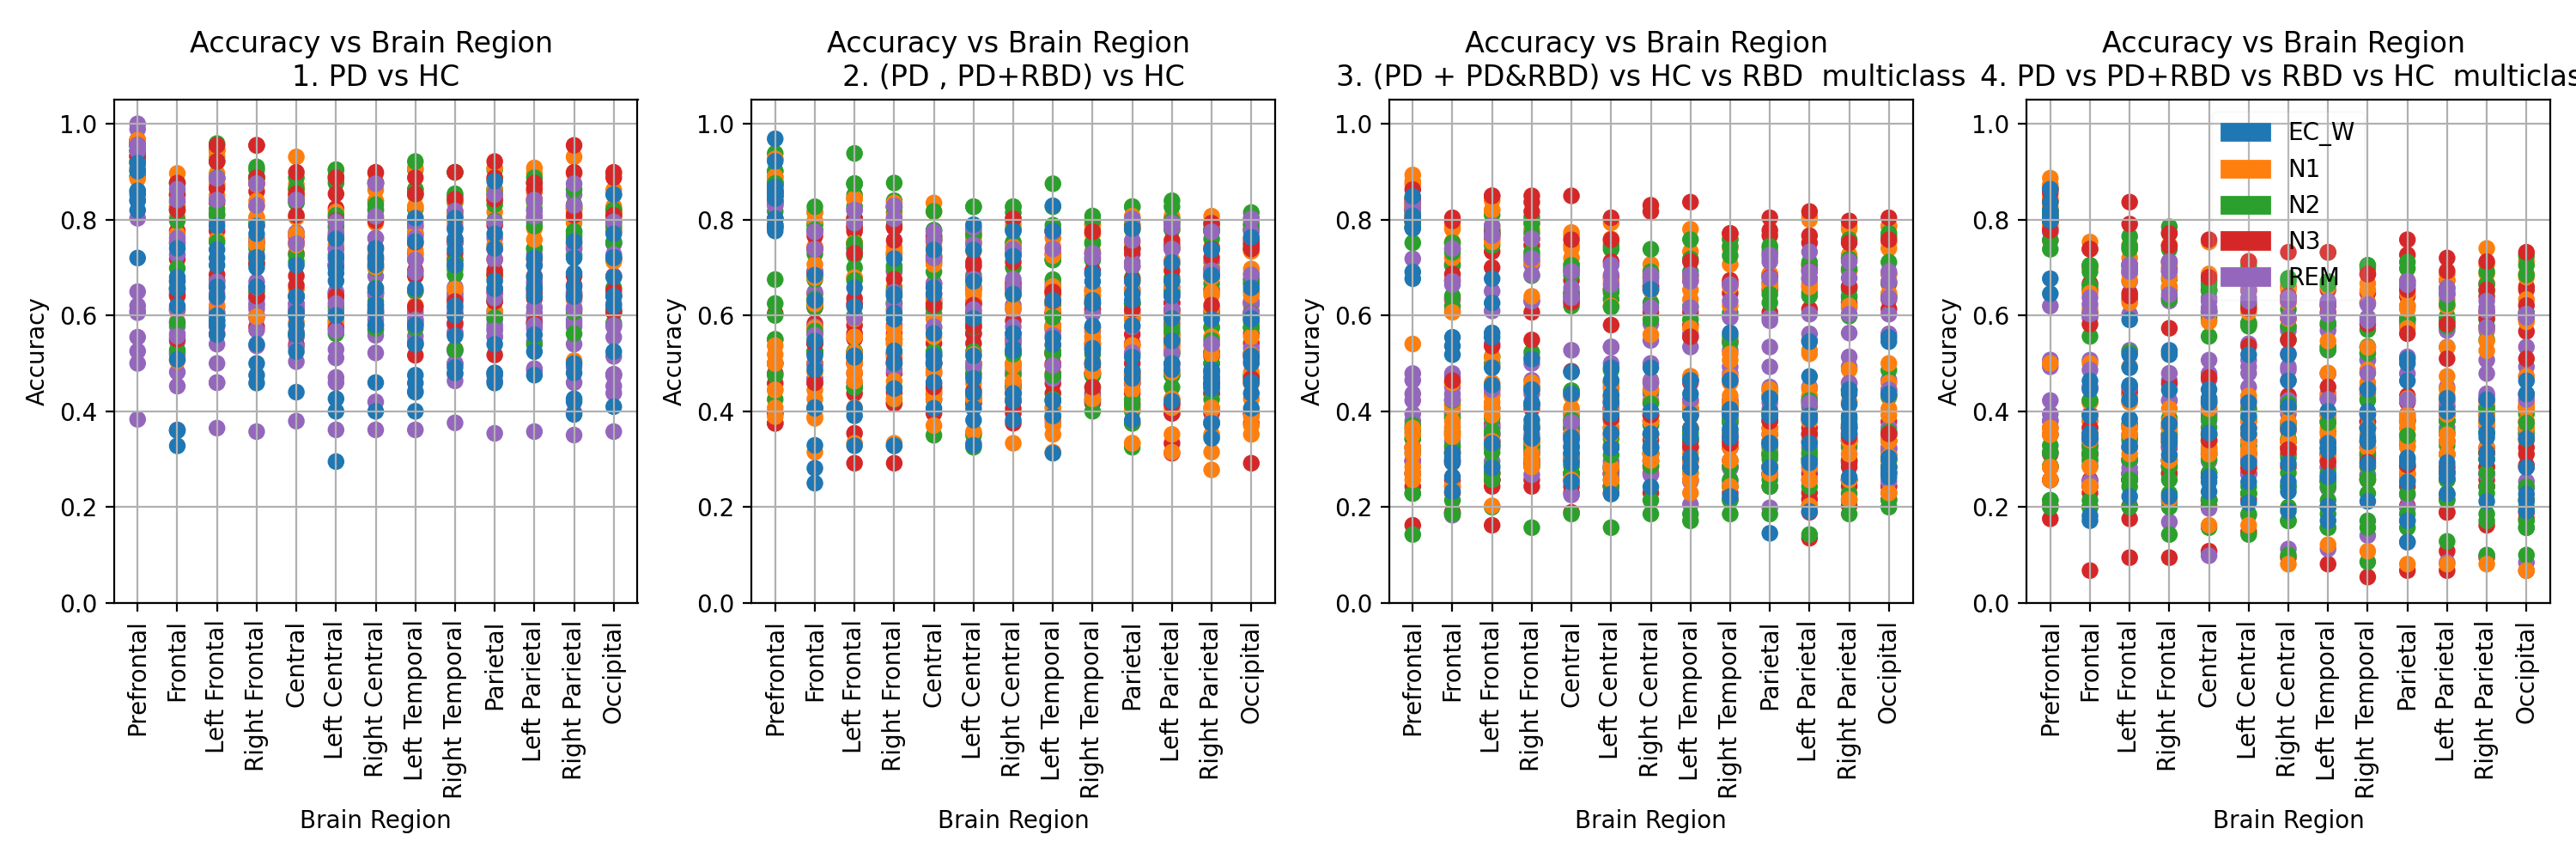 Accuracy vs Brain Region
1. PD vs HC
Accuracy
1.0
0.8
0.6
0.4
0.2
0.0
Prefrontal
Frontal
Left Frontal
Right Frontal
Central
Left Central
Right Central
Left Temporal
Right Temporal
Parietal
Left Parietal
Right Parietal
Occipital
Brain Region
Accuracy vs Brain Region
2. (PD , PD+RBD) vs HC
Accuracy
1.0
0.8
0.6
0.4
0.2
0.0
Prefrontal
Frontal
Left Frontal
Right Frontal
Central
Left Central
Right Central
Left Temporal
Right Temporal
Parietal
Left Parietal
Right Parietal
Occipital
Brain Region
Accuracy vs Brain Region
3. (PD + PD&RBD) vs HC vs RBD  multiclass
Accuracy
1.0
0.8
0.6
0.4
0.2
0.0
Prefrontal
Frontal
Left Frontal
Right Frontal
Central
Left Central
Right Central
Left Temporal
Right Temporal
Parietal
Left Parietal
Right Parietal
Occipital
Brain Region
Accuracy vs Brain Region
4. PD vs PD+RBD vs RBD vs HC  multiclas
Accuracy
1.0
0.8
0.6
0.4
0.2
0.0
EC_W
N1
N2
N3
REM
Prefrontal
Frontal
Left Frontal
Right Frontal
Central
Left Central
Right Central
Left Temporal
Right Temporal
Parietal
Left Parietal
Right Parietal
Occipital
Brain Region